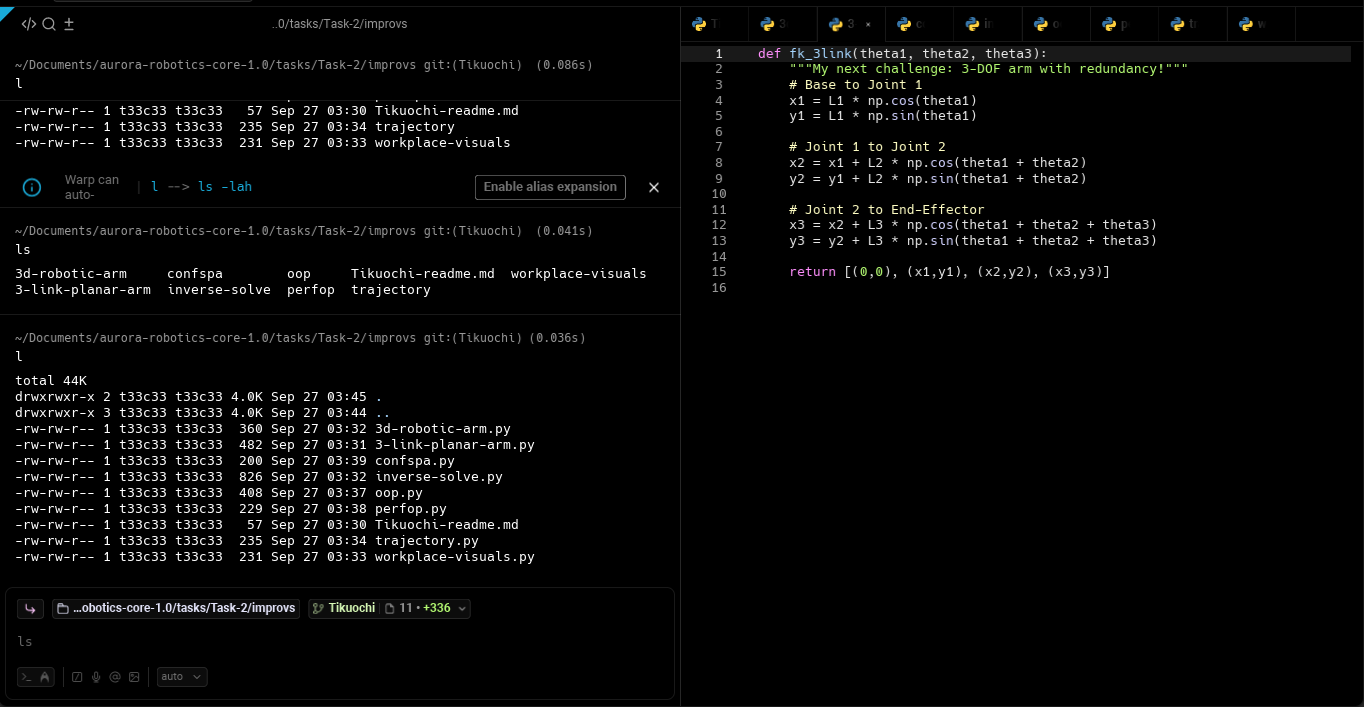 ..0/tasks/Task-2/improvs
~/Documents/aurora-robotics-core-1.0/tasks/Task-2/improvs git:(Tikuochi) (0.086s)
l
-rw-rw-r-- 1 t33c33 t33c33   57 Sep 27 03:30 Tikuochi-readme.md
-rw-rw-r-- 1 t33c33 t33c33  235 Sep 27 03:34 trajectory
-rw-rw-r-- 1 t33c33 t33c33  231 Sep 27 03:33 workplace-visuals
Warp can auto- l --> ls -lah Enable alias expansion
~/Documents/aurora-robotics-core-1.0/tasks/Task-2/improvs git:(Tikuochi) (0.041s)
ls
3d-robotic-arm     confspa        oop     Tikuochi-readme.md  workplace-visuals
3-link-planar-arm  inverse-solve  perfop  trajectory
~/Documents/aurora-robotics-core-1.0/tasks/Task-2/improvs git:(Tikuochi) (0.036s)
l
total 44K
drwxrwxr-x 2 t33c33 t33c33 4.0K Sep 27 03:45 .
drwxrwxr-x 3 t33c33 t33c33 4.0K Sep 27 03:44 ..
-rw-rw-r-- 1 t33c33 t33c33  360 Sep 27 03:32 3d-robotic-arm.py
-rw-rw-r-- 1 t33c33 t33c33  482 Sep 27 03:31 3-link-planar-arm.py
-rw-rw-r-- 1 t33c33 t33c33  200 Sep 27 03:39 confspa.py
-rw-rw-r-- 1 t33c33 t33c33  826 Sep 27 03:32 inverse-solve.py
-rw-rw-r-- 1 t33c33 t33c33  408 Sep 27 03:37 oop.py
-rw-rw-r-- 1 t33c33 t33c33  229 Sep 27 03:38 perfop.py
-rw-rw-r-- 1 t33c33 t33c33   57 Sep 27 03:30 Tikuochi-readme.md
-rw-rw-r-- 1 t33c33 t33c33  235 Sep 27 03:34 trajectory.py
-rw-rw-r-- 1 t33c33 t33c33  231 Sep 27 03:33 workplace-visuals.py
...obotics-core-1.0/tasks/Task-2/improvs Tikuochi 11 • +336
ls
auto
T 3 3 × c o p t w
1 def fk_3link(theta1, theta2, theta3):
2     """My next challenge: 3-DOF arm with redundancy!"""
3     # Base to Joint 1
4     x1 = L1 * np.cos(theta1)
5     y1 = L1 * np.sin(theta1)
6
7     # Joint 1 to Joint 2
8     x2 = x1 + L2 * np.cos(theta1 + theta2)
9     y2 = y1 + L2 * np.sin(theta1 + theta2)
10
11     # Joint 2 to End-Effector
12     x3 = x2 + L3 * np.cos(theta1 + theta2 + theta3)
13     y3 = y2 + L3 * np.sin(theta1 + theta2 + theta3)
14
15     return [(0,0), (x1,y1), (x2,y2), (x3,y3)]
16